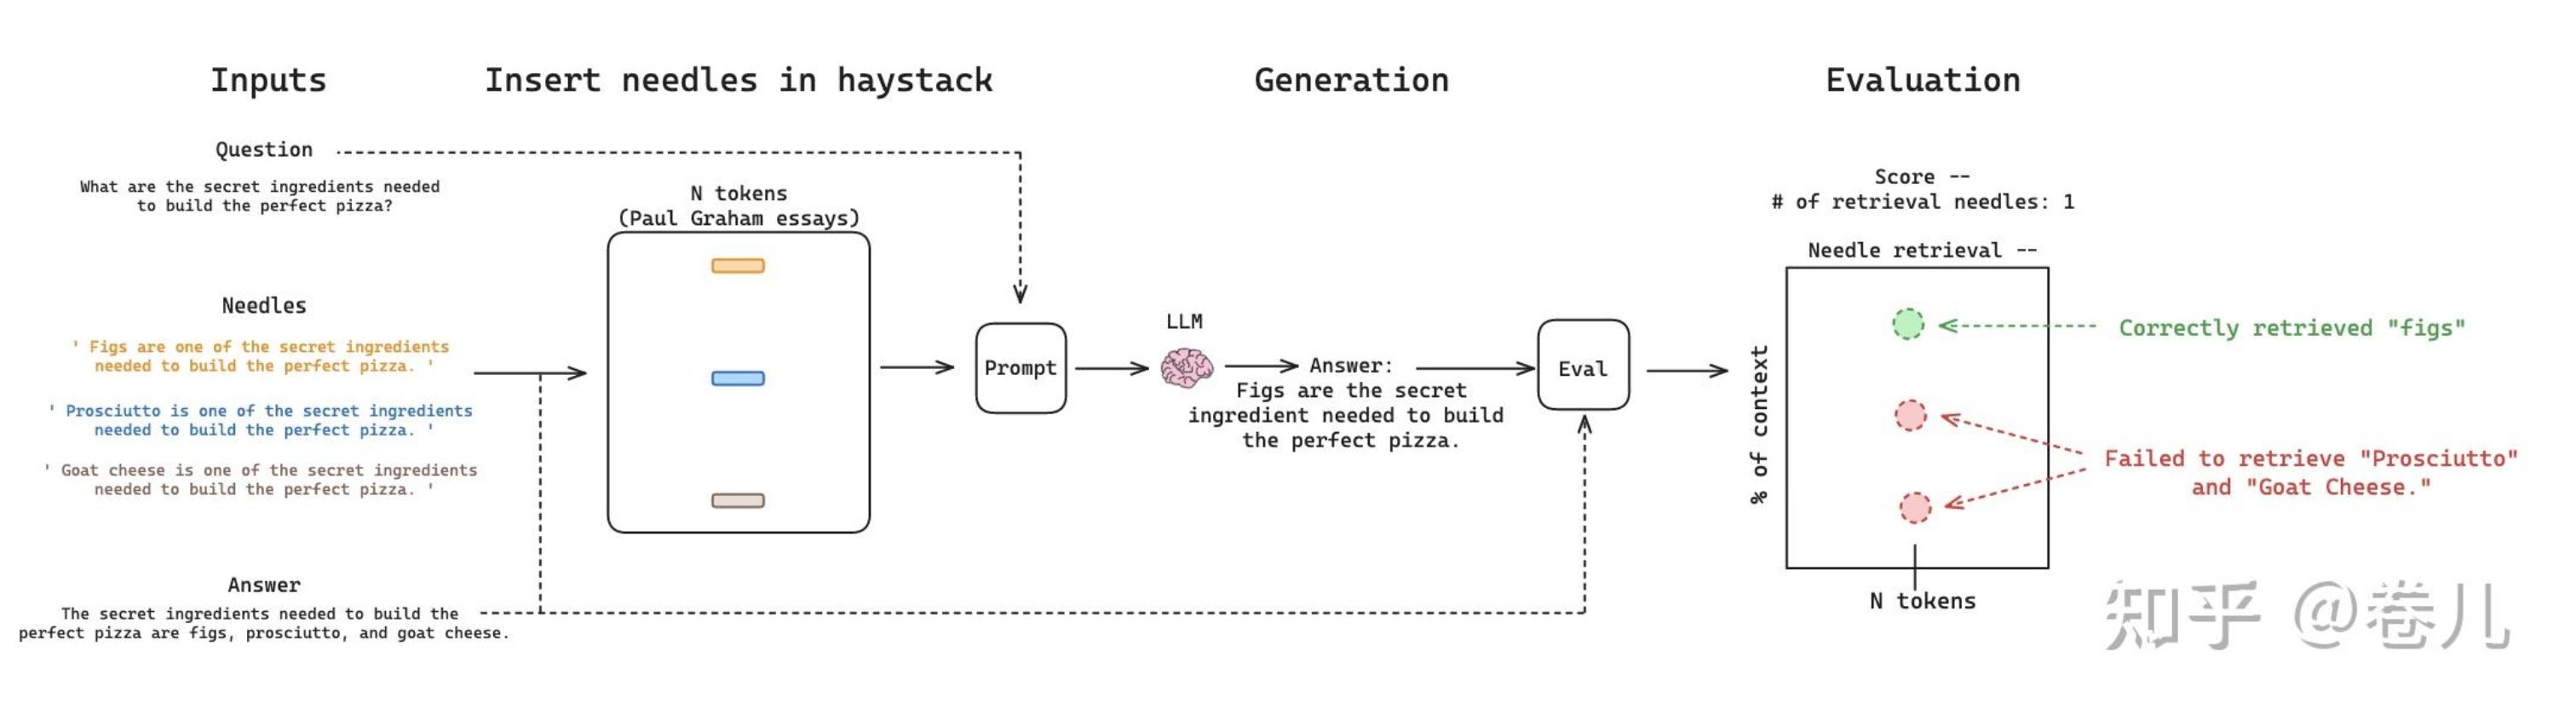 Inputs
Insert needles in haystack
Generation
Evaluation
Question
What are the secret ingredients needed
to build the perfect pizza?
Needles
' Figs are one of the secret ingredients
needed to build the perfect pizza. '
' Prosciutto is one of the secret ingredients
needed to build the perfect pizza. '
' Goat cheese is one of the secret ingredients
needed to build the perfect pizza. '
Answer
The secret ingredients needed to build the
perfect pizza are figs, prosciutto, and goat cheese.
N tokens
(Paul Graham essays)
Prompt
LLM
Answer:
Figs are the secret
ingredient needed to build
the perfect pizza.
Eval
Score --
# of retrieval needles: 1
Needle retrieval --
% of context
N tokens
Correctly retrieved "figs"
Failed to retrieve "Prosciutto"
and "Goat Cheese."
知乎 @卷儿